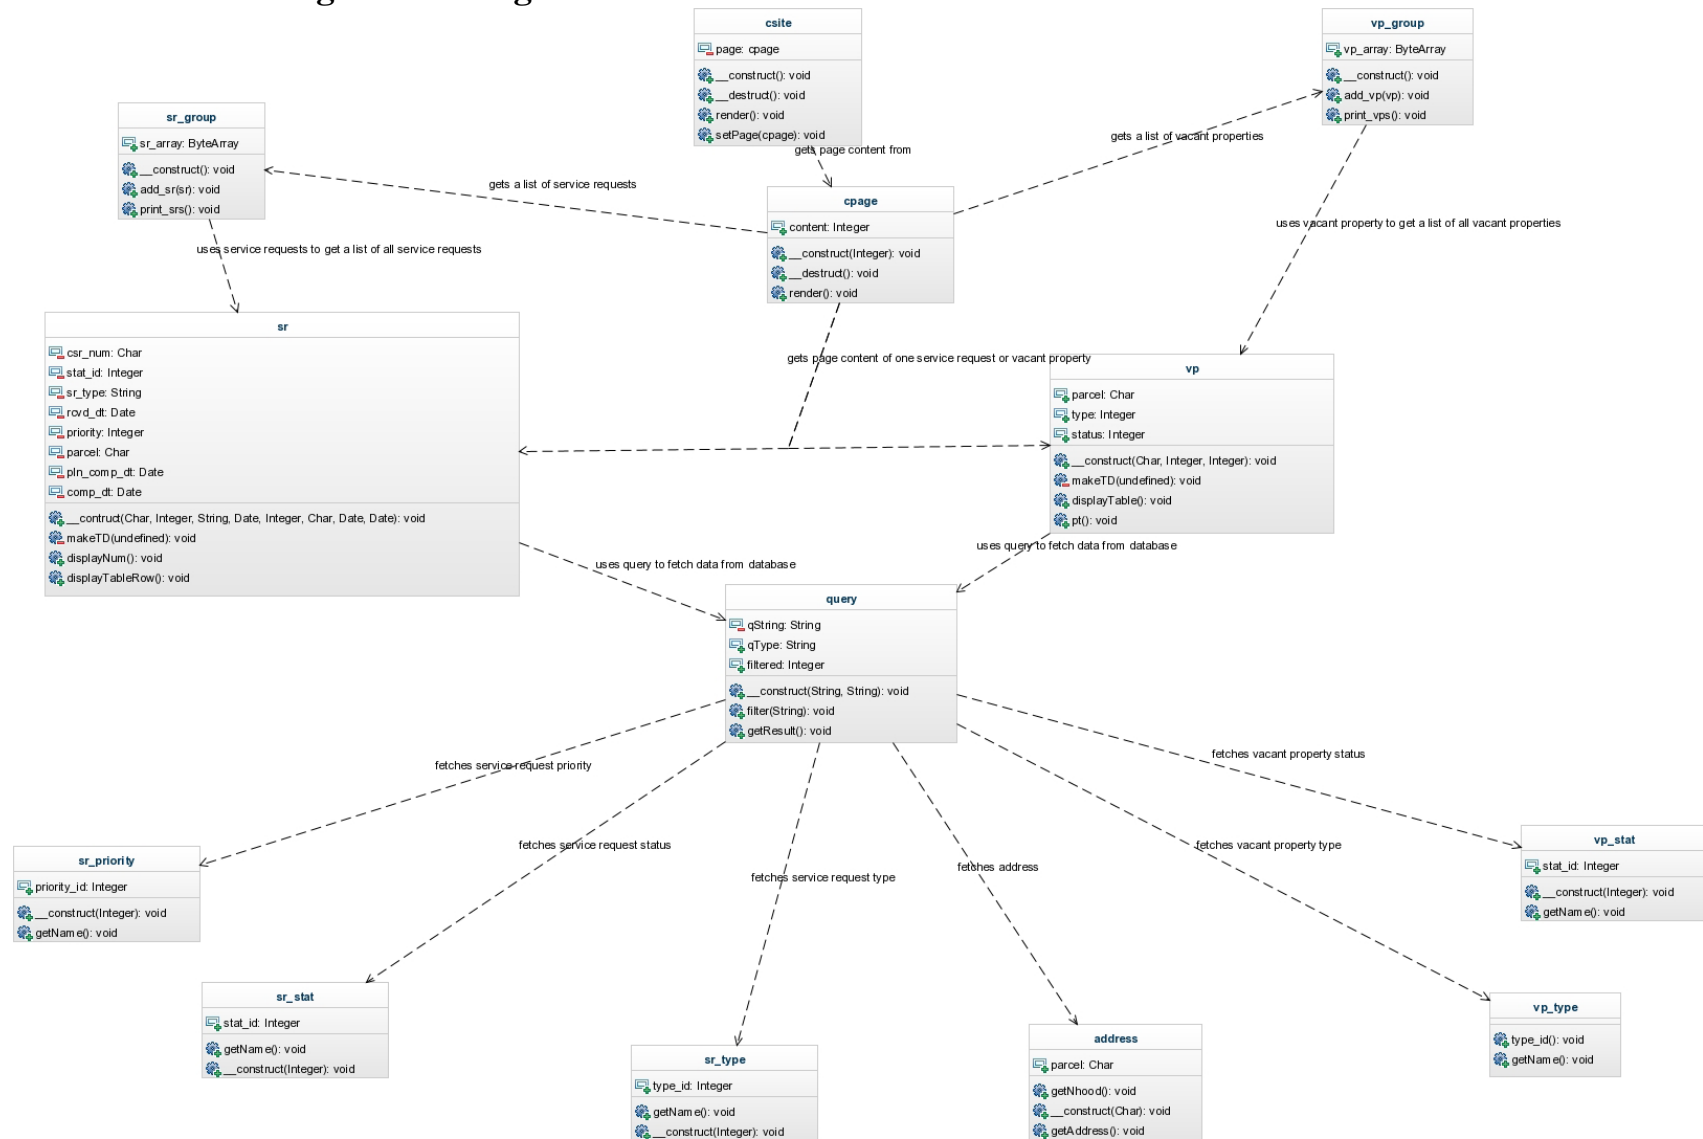 csite
page: cpage
__construct(): void
__destruct(): void
render(): void
setPage(cpage): void
vp_group
vp_array: ByteArray
__construct(): void
add_vp(vp): void
print_vps(): void
sr_group
sr_array: ByteArray
__construct(): void
add_sr(sr): void
print_srs(): void
gets page content from
gets a list of vacant properties
gets a list of service requests
cpage
content: Integer
__construct(Integer): void
__destruct(): void
render(): void
uses service requests to get a list of all service requests
uses vacant property to get a list of all vacant properties
sr
csr_num: Char
stat_id: Integer
sr_type: String
rcvd_dt: Date
priority: Integer
parcel: Char
pln_comp_dt: Date
comp_dt: Date
__contruct(Char, Integer, String, Date, Integer, Char, Date, Date): void
makeTD(undefined): void
displayNum(): void
displayTableRow(): void
gets page content of one service request or vacant property
vp
parcel: Char
type: Integer
status: Integer
__construct(Char, Integer, Integer): void
makeTD(undefined): void
displayTable(): void
pt(): void
uses query to fetch data from database
uses query to fetch data from database
query
qString: String
qType: String
filtered: Integer
__construct(String, String): void
filter(String): void
getResult(): void
fetches service request priority
fetches vacant property status
fetches service request status
fetches vacant property type
fetches service request type
fetches address
sr_priority
priority_id: Integer
__construct(Integer): void
getName(): void
vp_stat
stat_id: Integer
__construct(Integer): void
getName(): void
sr_stat
stat_id: Integer
getName(): void
__construct(Integer): void
vp_type
type_id(): void
getName(): void
sr_type
type_id: Integer
getName(): void
__construct(Integer): void
address
parcel: Char
getNhood(): void
__construct(Char): void
getAddress(): void